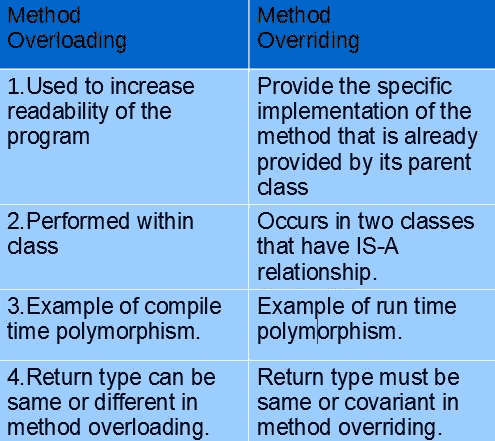 Method
Overloading
Method
Overriding
1.Used to increase
readability of the
program
Provide the specific
implementation of the
method that is already
provided by its parent
class
2.Performed within
class
Occurs in two classes
that have IS-A
relationship.
3.Example of compile
time polymorphism.
Example of run time
polymorphism.
4.Return type can be
same or different in
method overloading.
Return type must be
same or covariant in
method overriding.